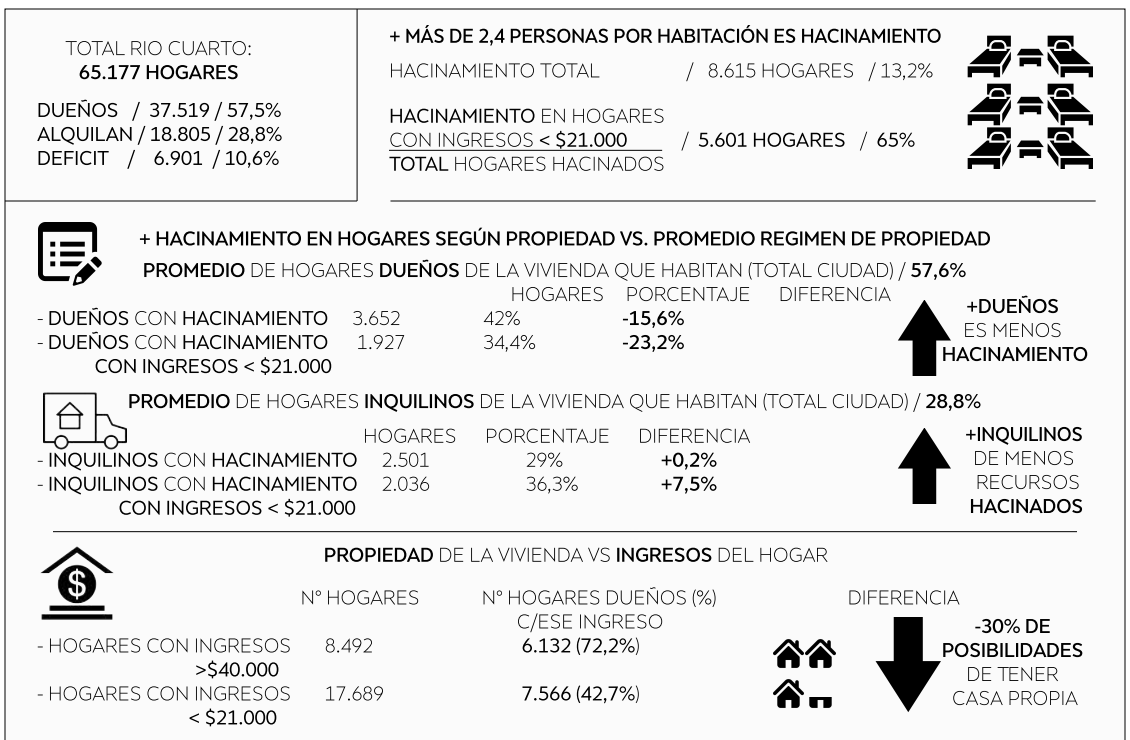 TOTAL RIO CUARTO:
65.177 HOGARES
DUEÑOS / 37.519 / 57,5%
ALQUILAN / 18.805 / 28,8%
DEFICIT / 6.901 / 10,6%
+ MÁS DE 2,4 PERSONAS POR HABITACIÓN ES HACINAMIENTO
HACINAMIENTO TOTAL / 8.615 HOGARES / 13,2%
HACINAMIENTO EN HOGARES
CON INGRESOS < $21.000 / 5.601 HOGARES / 65%
TOTAL HOGARES HACINADOS
+ HACINAMIENTO EN HOGARES SEGÚN PROPIEDAD VS. PROMEDIO REGIMEN DE PROPIEDAD
PROMEDIO DE HOGARES DUEÑOS DE LA VIVIENDA QUE HABITAN (TOTAL CIUDAD) / 57,6%
HOGARES PORCENTAJE DIFERENCIA
- DUEÑOS CON HACINAMIENTO 3.652 42% -15,6%
- DUEÑOS CON HACINAMIENTO 1.927 34,4% -23,2%
CON INGRESOS < $21.000
+DUEÑOS
ES MENOS
HACINAMIENTO
PROMEDIO DE HOGARES INQUILINOS DE LA VIVIENDA QUE HABITAN (TOTAL CIUDAD) / 28,8%
HOGARES PORCENTAJE DIFERENCIA
- INQUILINOS CON HACINAMIENTO 2.501 29% +0,2%
- INQUILINOS CON HACINAMIENTO 2.036 36,3% +7,5%
CON INGRESOS < $21.000
+INQUILINOS
DE MENOS
RECURSOS
HACINADOS
PROPIEDAD DE LA VIVIENDA VS INGRESOS DEL HOGAR
N° HOGARES N° HOGARES DUEÑOS (%) DIFERENCIA
C/ESE INGRESO
- HOGARES CON INGRESOS 8.492 6.132 (72,2%)
>$40.000
- HOGARES CON INGRESOS 17.689 7.566 (42,7%)
< $21.000
$
-30% DE
POSIBILIDADES
DE TENER
CASA PROPIA